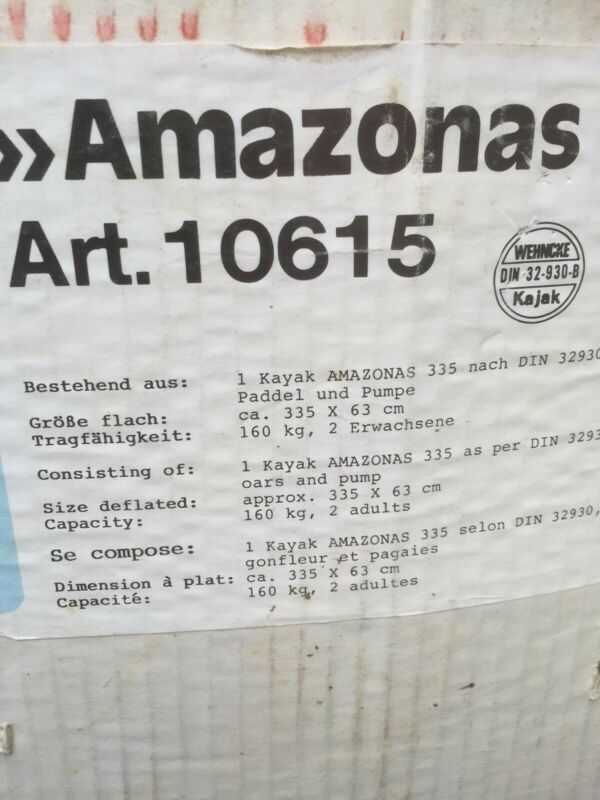 »Amazonas
Art.10615
WEHNCKE
DIN 32-930-B
Kajak
Bestehend aus: 1 Kayak AMAZONAS 335 nach DIN 32930
Paddel und Pumpe
Größe flach: ca. 335 X 63 cm
Tragfähigkeit: 160 kg, 2 Erwachsene
Consisting of: 1 Kayak AMAZONAS 335 as per DIN 3293
oars and pump
Size deflated: approx. 335 X 63 cm
Capacity: 160 kg, 2 adults
Se compose: 1 Kayak AMAZONAS 335 selon DIN 32930,
gonfleur et pagaies
Dimension à plat: ca. 335 X 63 cm
Capacité: 160 kg, 2 adultes